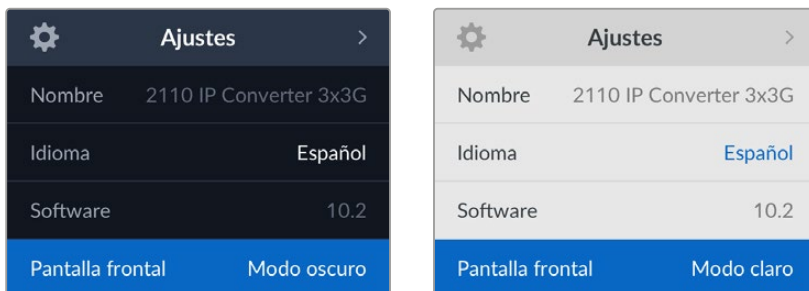 Ajustes
Nombre 2110 IP Converter 3x3G
Idioma Español
Software 10.2
Pantalla frontal Modo oscuro
Ajustes
Nombre 2110 IP Converter 3x3G
Idioma Español
Software 10.2
Pantalla frontal Modo claro